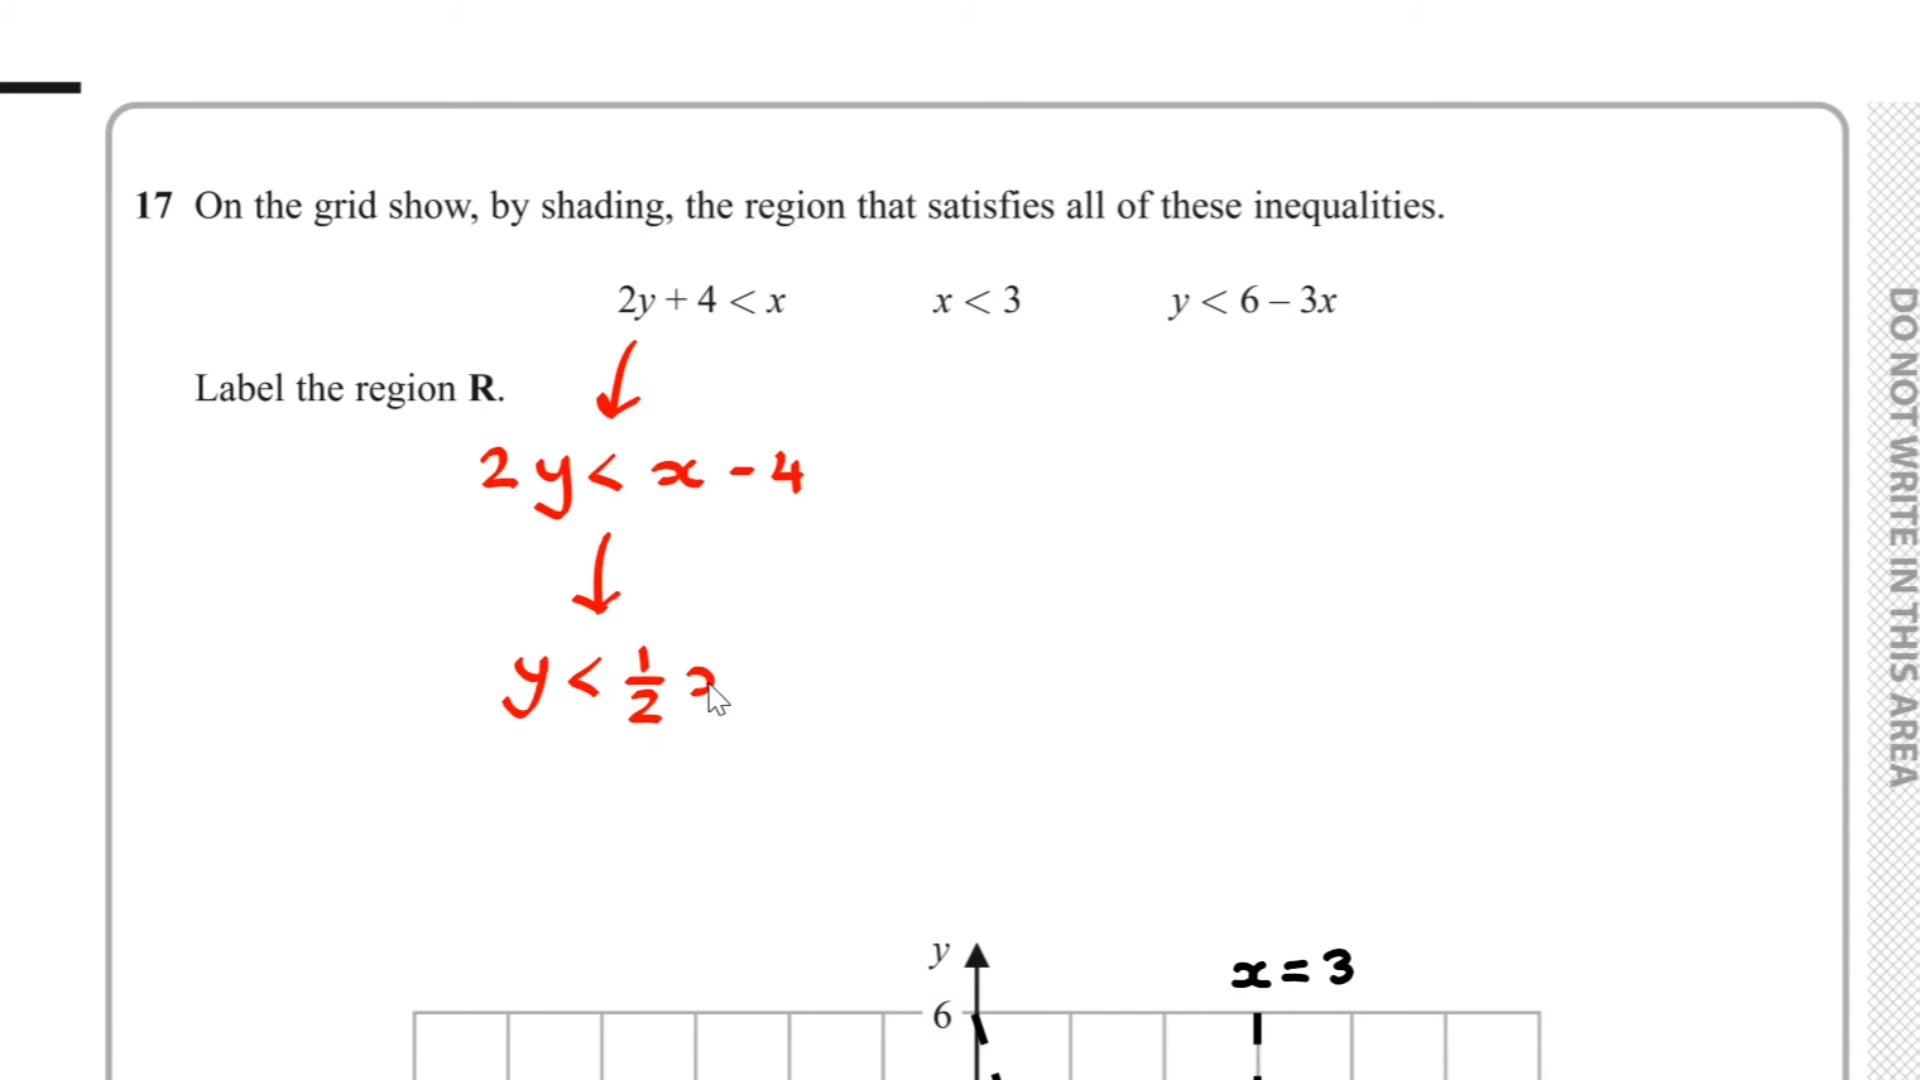 17 On the grid show, by shading, the region that satisfies all of these inequalities.
2y + 4 < x x < 3 y < 6 – 3x
Label the region R.
2y < x - 4
y < 1/2
y
x = 3
6
DO NOT WRITE IN THIS AREA